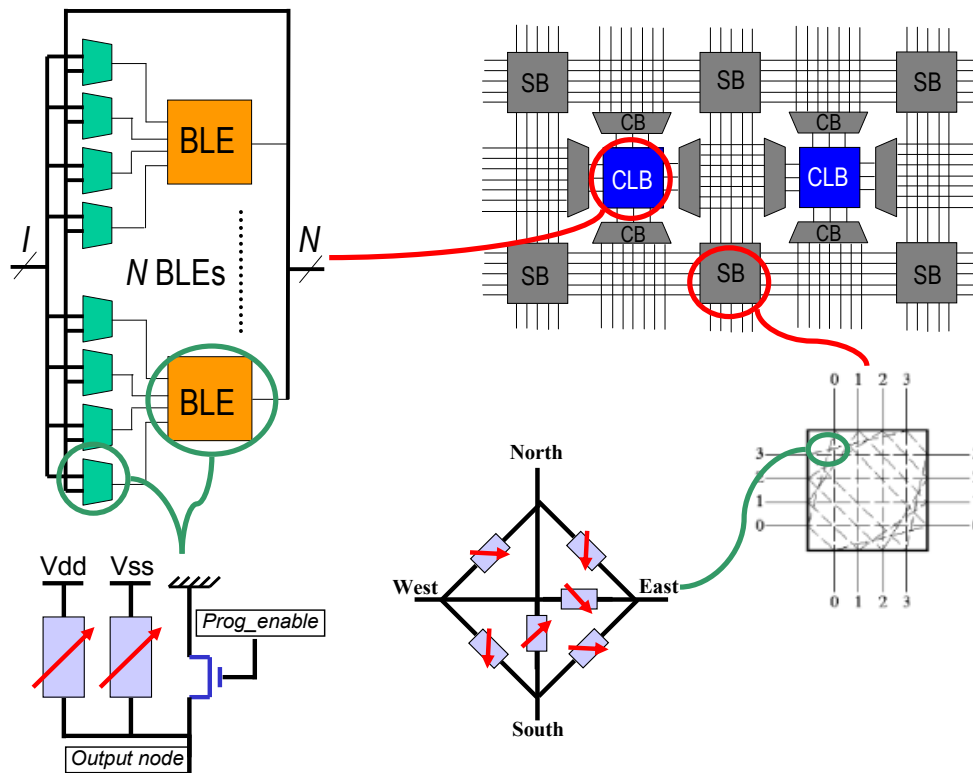 BLE
I
N
N BLEs
BLE
SB
SB
SB
CB
CB
CLB
CLB
CB
CB
SB
SB
SB
0 1 2 3
3
2
1
0
0 1 2 3
North
West
East
South
Vdd
Vss
Prog_enable
Output node